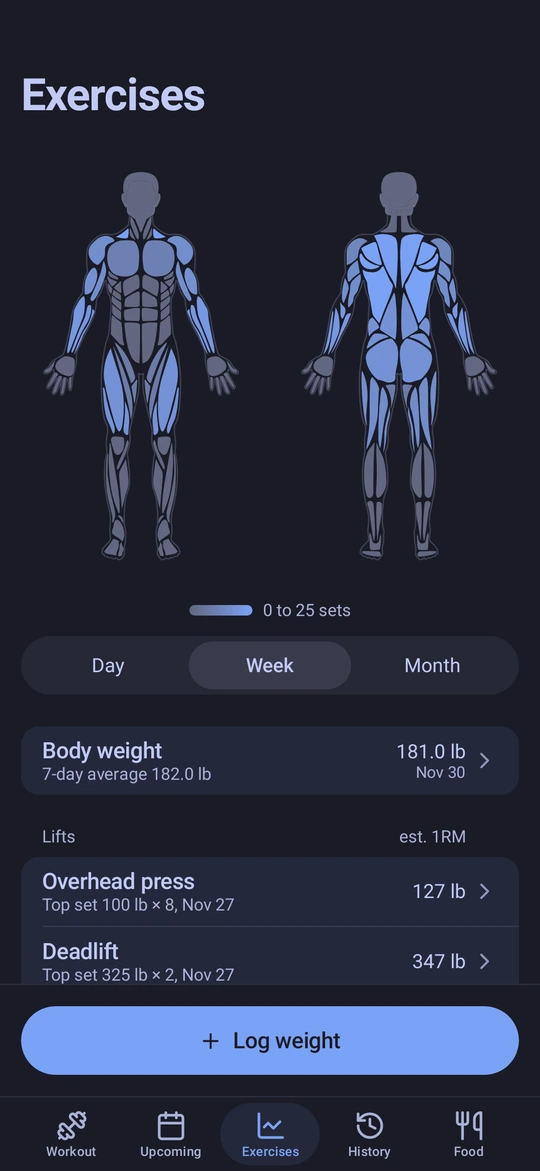 Exercises
0 to 25 sets
Day Week Month
Body weight 181.0 lb
7-day average 182.0 lb Nov 30
Lifts est. 1RM
Overhead press 127 lb
Top set 100 lb × 8, Nov 27
Deadlift 347 lb
Top set 325 lb × 2, Nov 27
+ Log weight
Workout Upcoming Exercises History Food